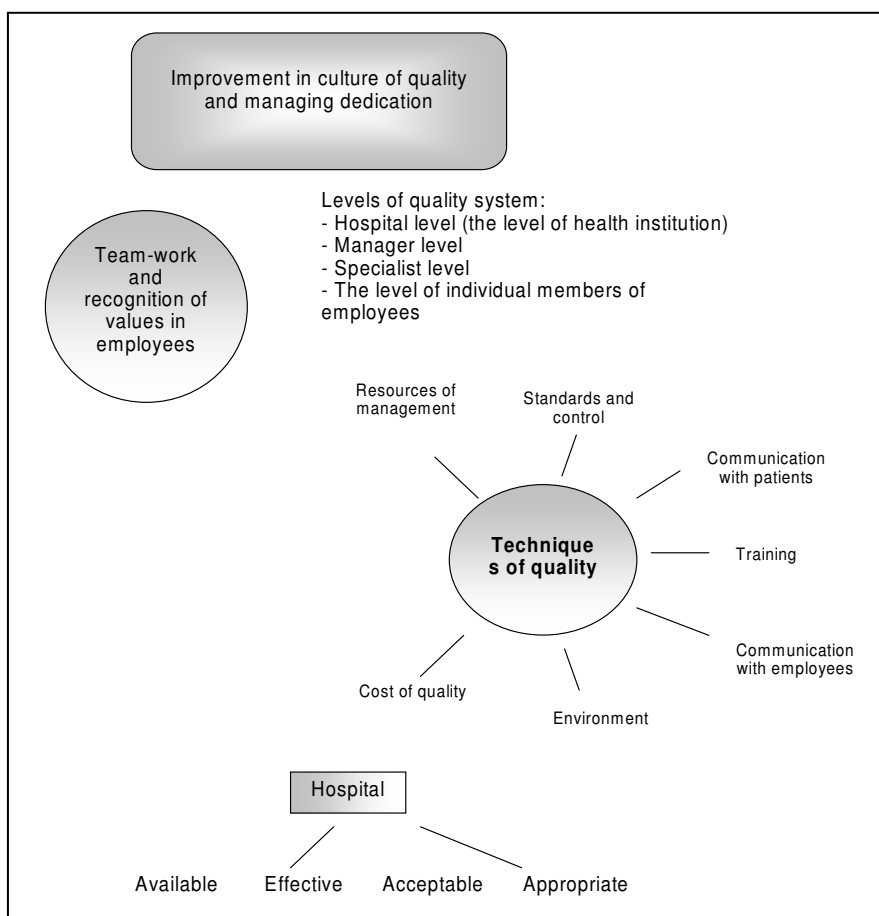 Improvement in culture of quality
and managing dedication
Levels of quality system:
- Hospital level (the level of health institution)
- Manager level
- Specialist level
- The level of individual members of
employees
Team-work
and
recognition of
values in
employees
Resources of
management
Standards and
control
Communication
with patients
Technique
s of quality
Training
Communication
with employees
Cost of quality
Environment
Hospital
Available Effective Acceptable Appropriate